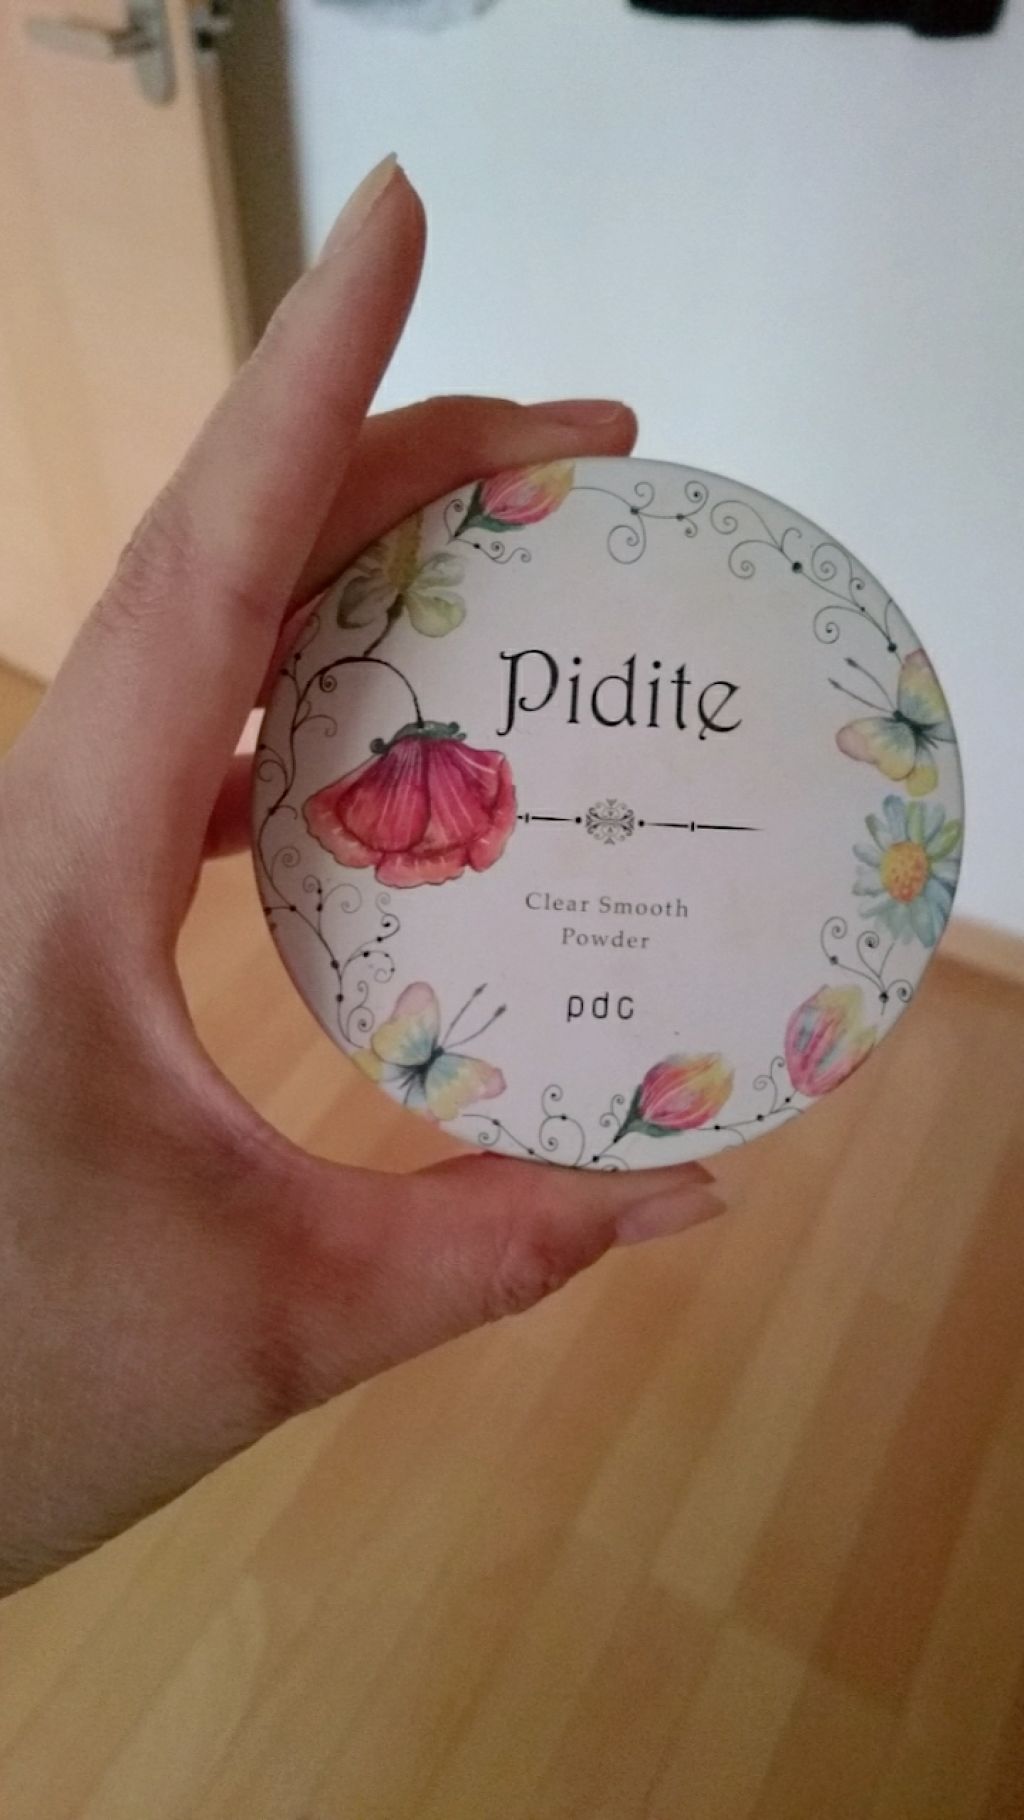 Pidite
Clear Smooth
Powder
pdc